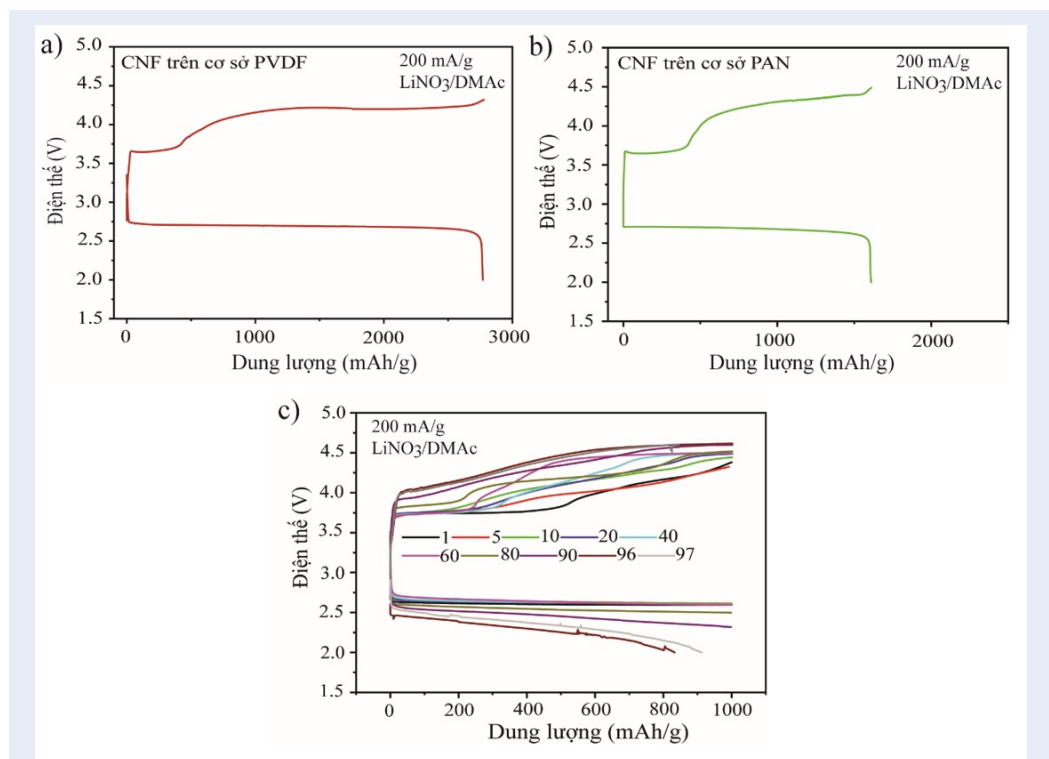 a)
5.0
4.5
4.0
3.5
3.0
2.5
2.0
1.5
Điện thế (V)
CNF trên cơ sở PVDF
200 mA/g
LiNO3/DMAc
0
1000
2000
3000
Dung lượng (mAh/g)
b)
5.0
4.5
4.0
3.5
3.0
2.5
2.0
1.5
Điện thế (V)
CNF trên cơ sở PAN
200 mA/g
LiNO3/DMAc
0
1000
2000
Dung lượng (mAh/g)
c)
5.0
4.5
4.0
3.5
3.0
2.5
2.0
1.5
Điện thế (V)
200 mA/g
LiNO3/DMAc
1 5 10 20 40
60 80 90 96 97
0
200
400
600
800
1000
Dung lượng (mAh/g)